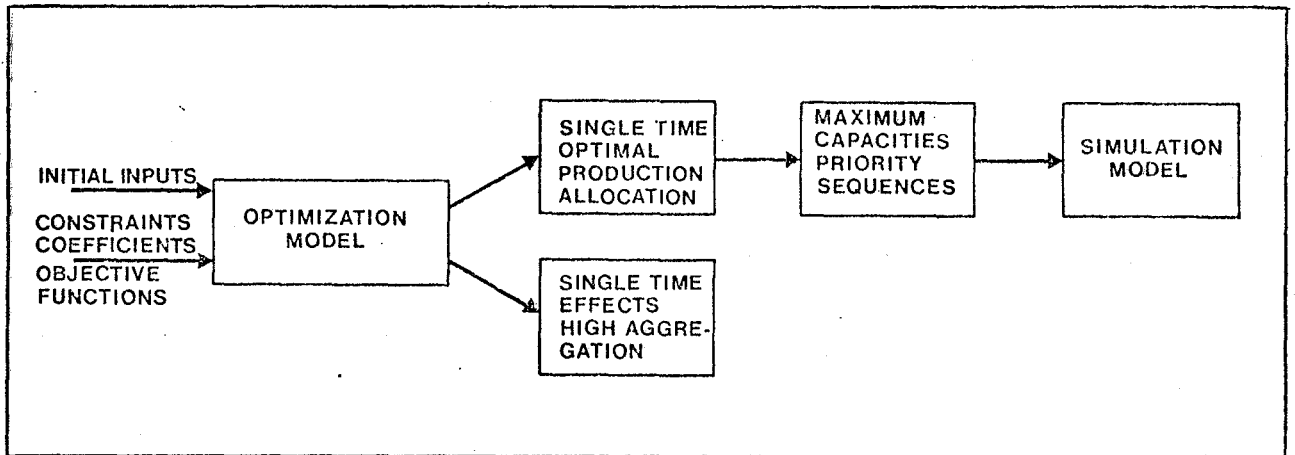 INITIAL INPUTS
CONSTRAINTS
COEFFICIENTS
OBJECTIVE
FUNCTIONS
OPTIMIZATION
MODEL
SINGLE TIME
OPTIMAL
PRODUCTION
ALLOCATION
SINGLE TIME
EFFECTS
HIGH AGGRE-
GATION
MAXIMUM
CAPACITIES
PRIORITY
SEQUENCES
SIMULATION
MODEL